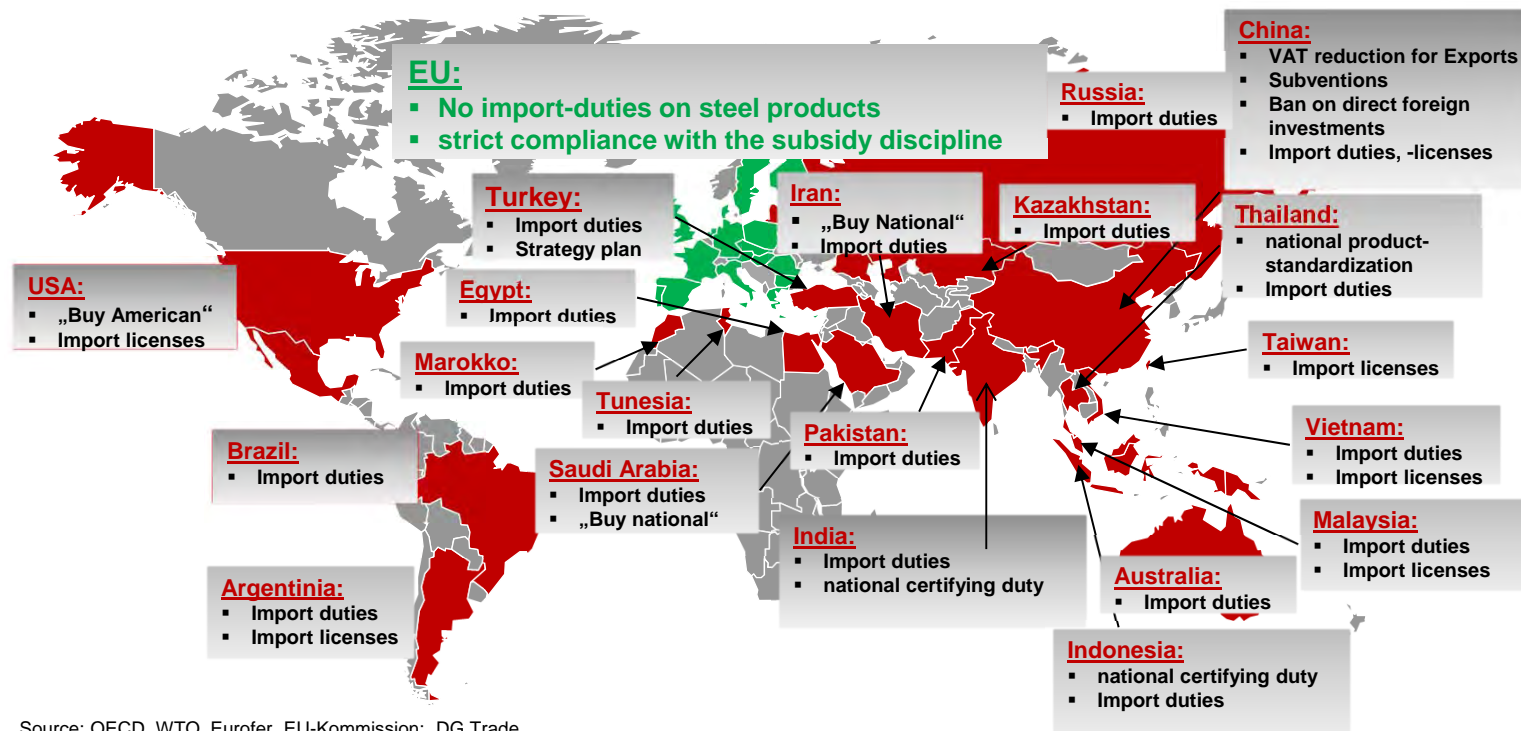 EU:
▪ No import-duties on steel products
▪ strict compliance with the subsidy discipline
Russia:
▪ Import duties
China:
▪ VAT reduction for Exports
▪ Subventions
▪ Ban on direct foreign
investments
▪ Import duties, -licenses
Turkey:
▪ Import duties
▪ Strategy plan
Iran:
▪ „Buy National“
▪ Import duties
Kazakhstan:
▪ Import duties
Thailand:
▪ national product-
standardization
▪ Import duties
USA:
▪ „Buy American“
▪ Import licenses
Egypt:
▪ Import duties
Marokko:
▪ Import duties
Tunesia:
▪ Import duties
Taiwan:
▪ Import licenses
Brazil:
▪ Import duties
Saudi Arabia:
▪ Import duties
▪ „Buy national“
Pakistan:
▪ Import duties
Vietnam:
▪ Import duties
▪ Import licenses
India:
▪ Import duties
▪ national certifying duty
Malaysia:
▪ Import duties
▪ Import licenses
Argentinia:
▪ Import duties
▪ Import licenses
Australia:
▪ Import duties
Indonesia:
▪ national certifying duty
▪ Import duties
Source: OECD, WTO, Eurofer, EU-Kommission; DG Trade